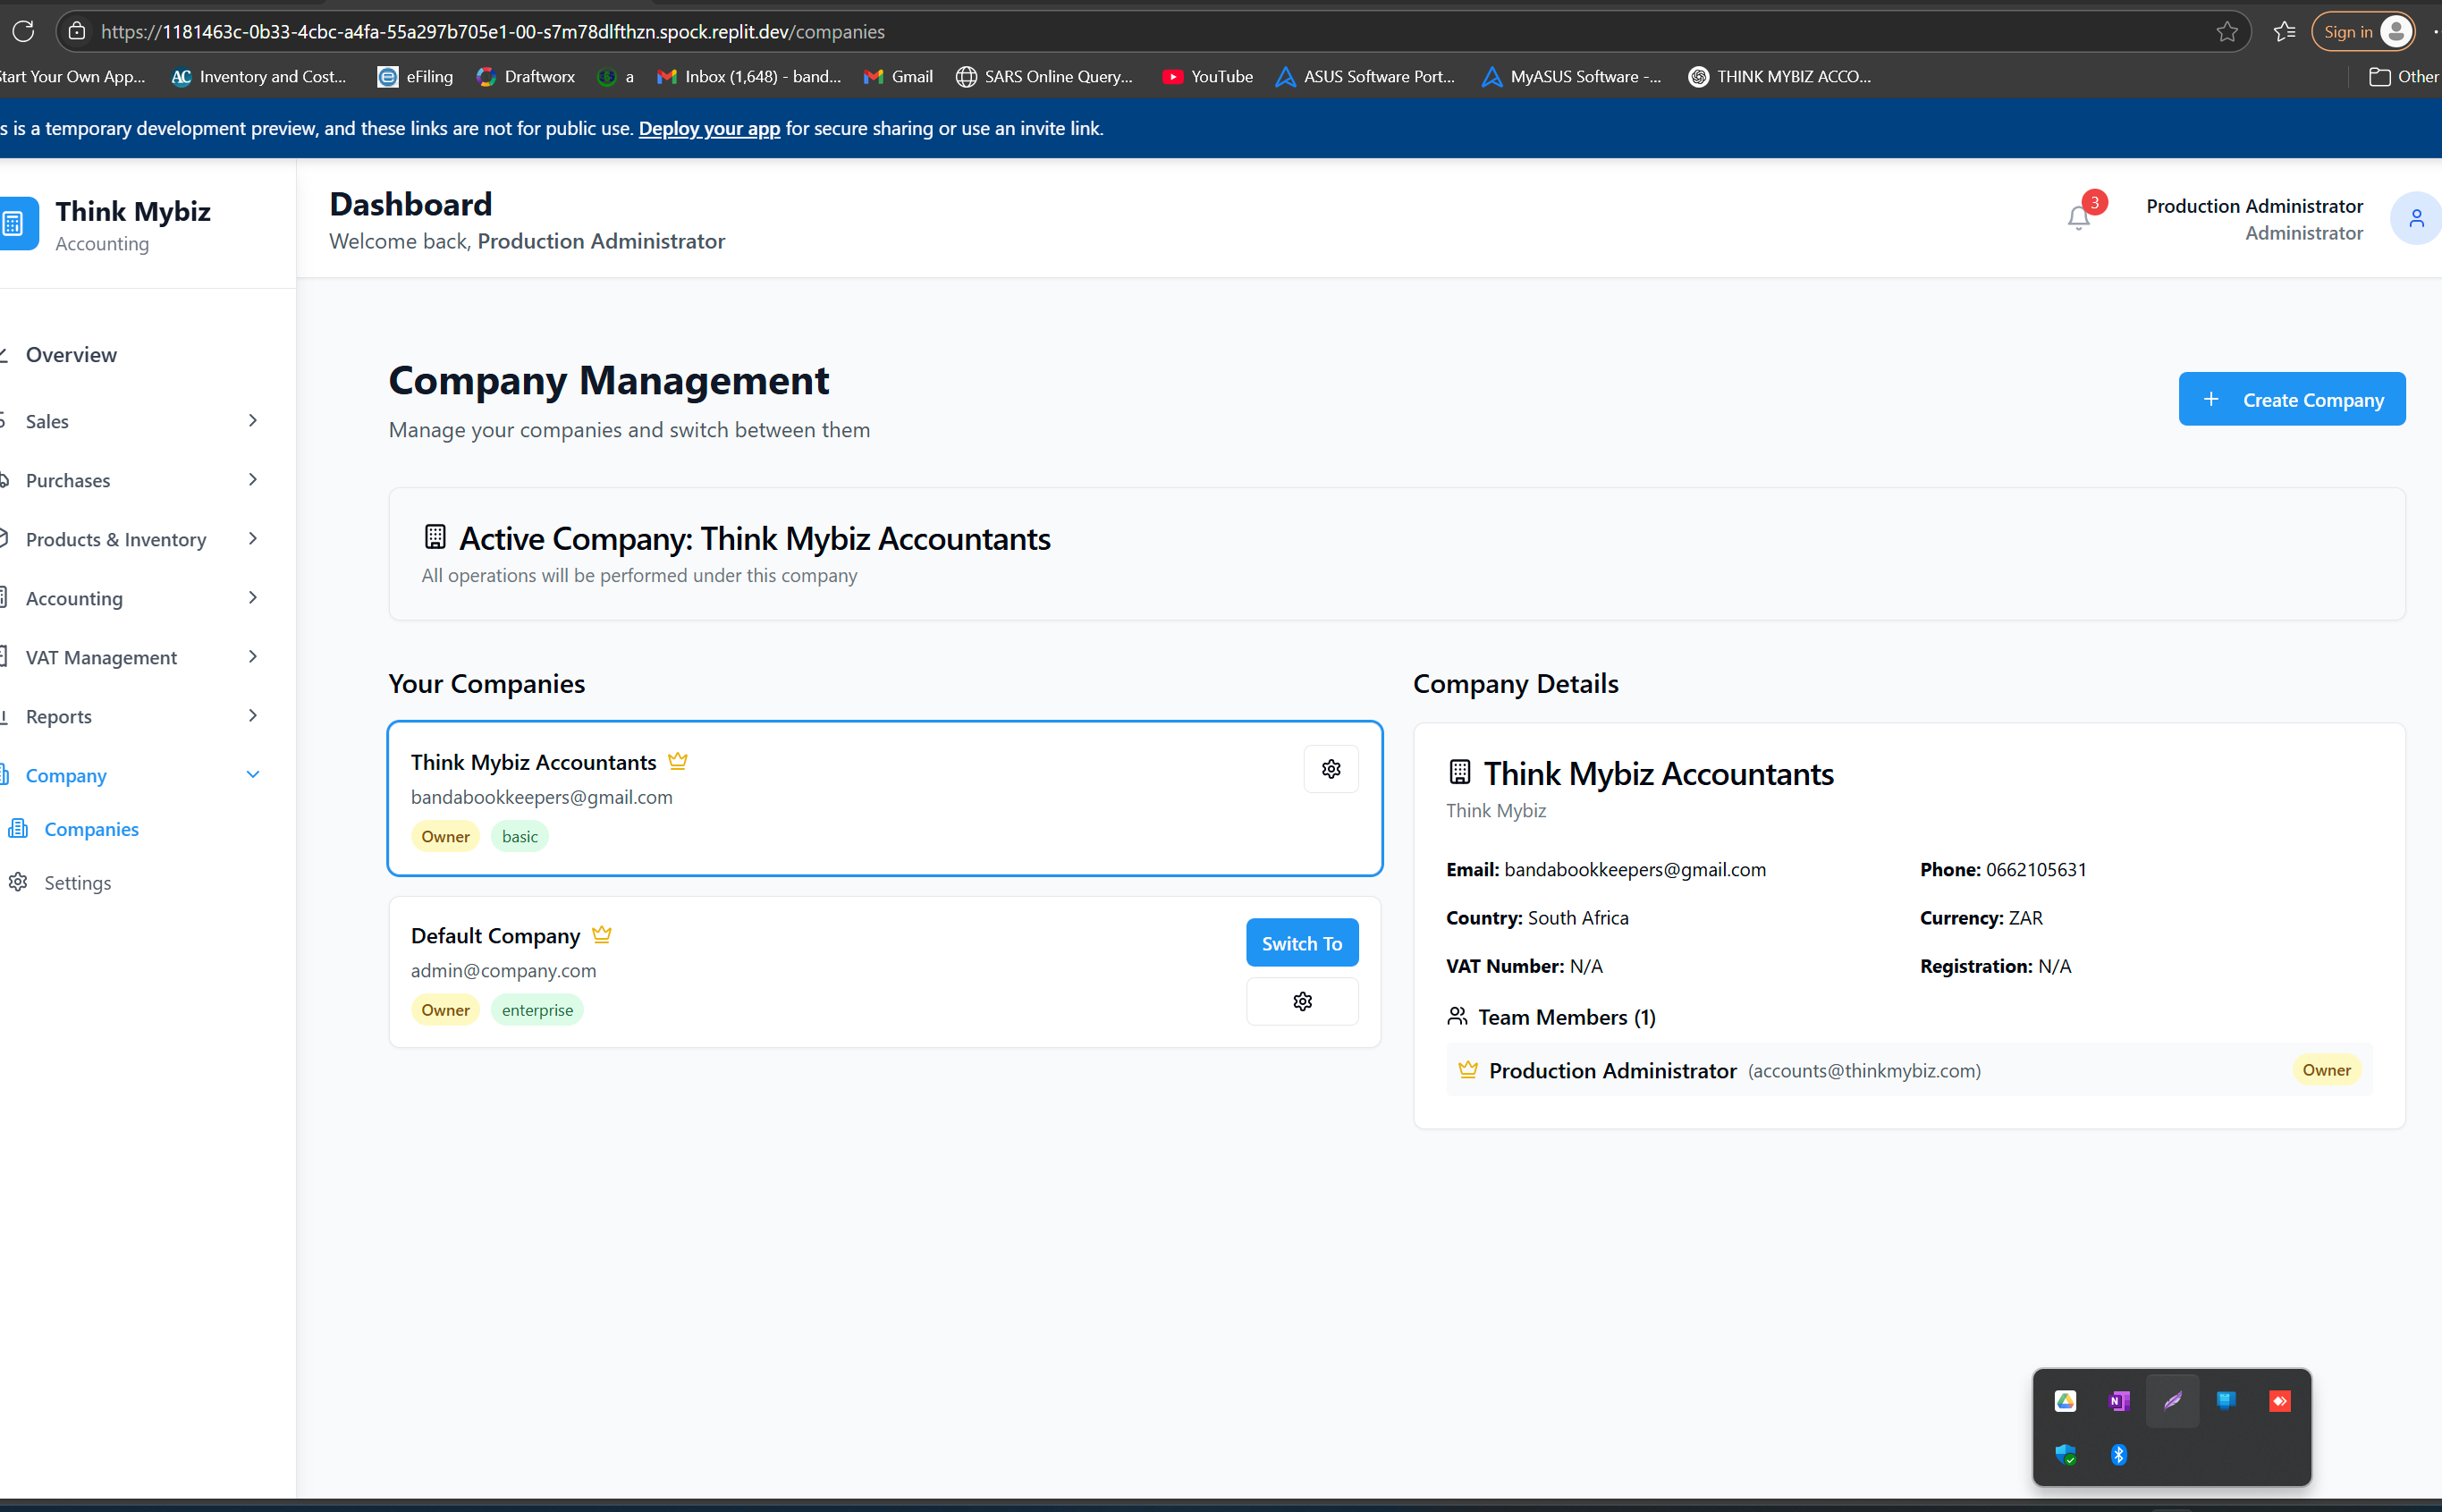 https://1181463c-0b33-4cbc-a4fa-55a297b705e1-00-s7m78dlfthzn.spock.replit.dev/companies
Sign in
tart Your Own App...
AC Inventory and Cost...
eFiling
Draftworx
a
Inbox (1,648) - band...
Gmail
SARS Online Query...
YouTube
ASUS Software Port...
MyASUS Software -...
THINK MYBIZ ACCO...
Other
s is a temporary development preview, and these links are not for public use. Deploy your app for secure sharing or use an invite link.
Think Mybiz
Accounting
Dashboard
Welcome back, Production Administrator
3
Production Administrator
Administrator
Overview
Sales
Purchases
Products & Inventory
Accounting
VAT Management
Reports
Company
Companies
Settings
Company Management
Manage your companies and switch between them
Create Company
Active Company: Think Mybiz Accountants
All operations will be performed under this company
Your Companies
Think Mybiz Accountants
bandabookkeepers@gmail.com
Owner basic
Default Company
admin@company.com
Owner enterprise
Switch To
Company Details
Think Mybiz Accountants
Think Mybiz
Email: bandabookkeepers@gmail.com
Phone: 0662105631
Country: South Africa
Currency: ZAR
VAT Number: N/A
Registration: N/A
Team Members (1)
Production Administrator (accounts@thinkmybiz.com)
Owner